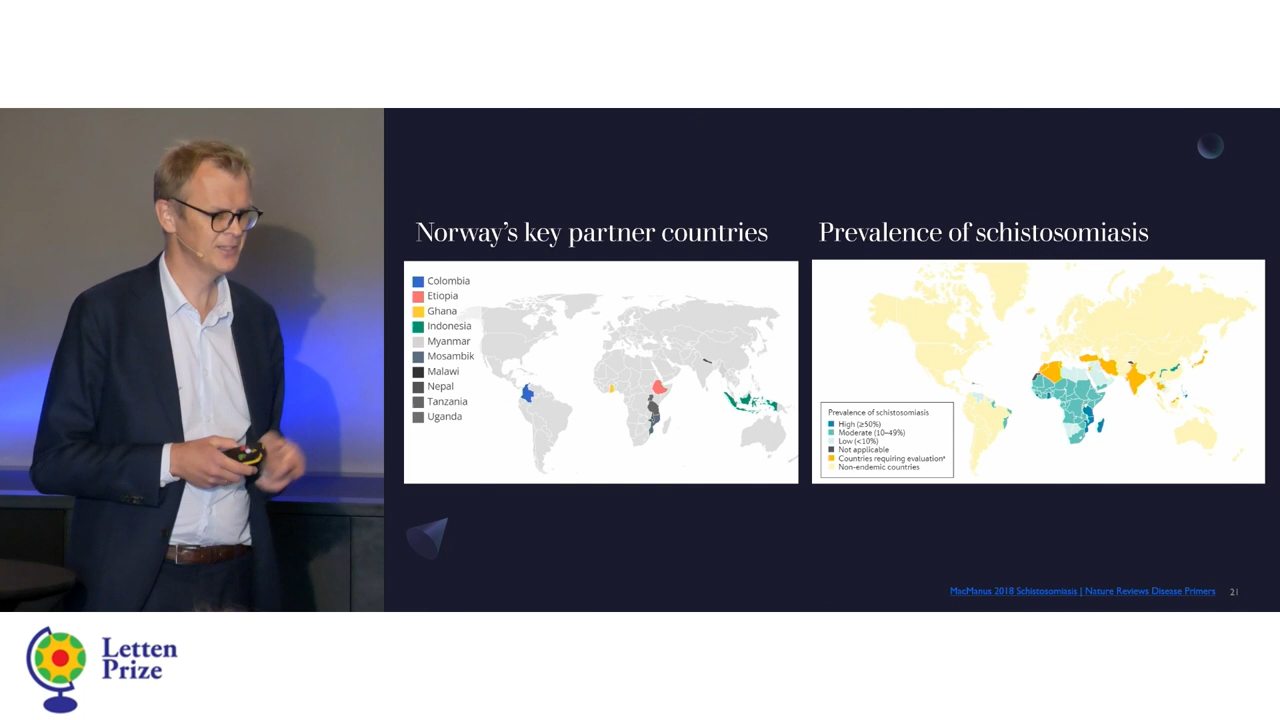 Norway's key partner countries
Colombia
Etiopia
Ghana
Indonesia
Myanmar
Mosambik
Malawi
Nepal
Tanzania
Uganda
Prevalence of schistosomiasis
Prevalence of schistosomiasis
High (≥50%)
Moderate (10–49%)
Low (<10%)
Not applicable
Countries requiring evaluation*
Non-endemic countries
MacManus 2018 Schistosomiasis | Nature Reviews Disease Primers
21
Letten
Prize